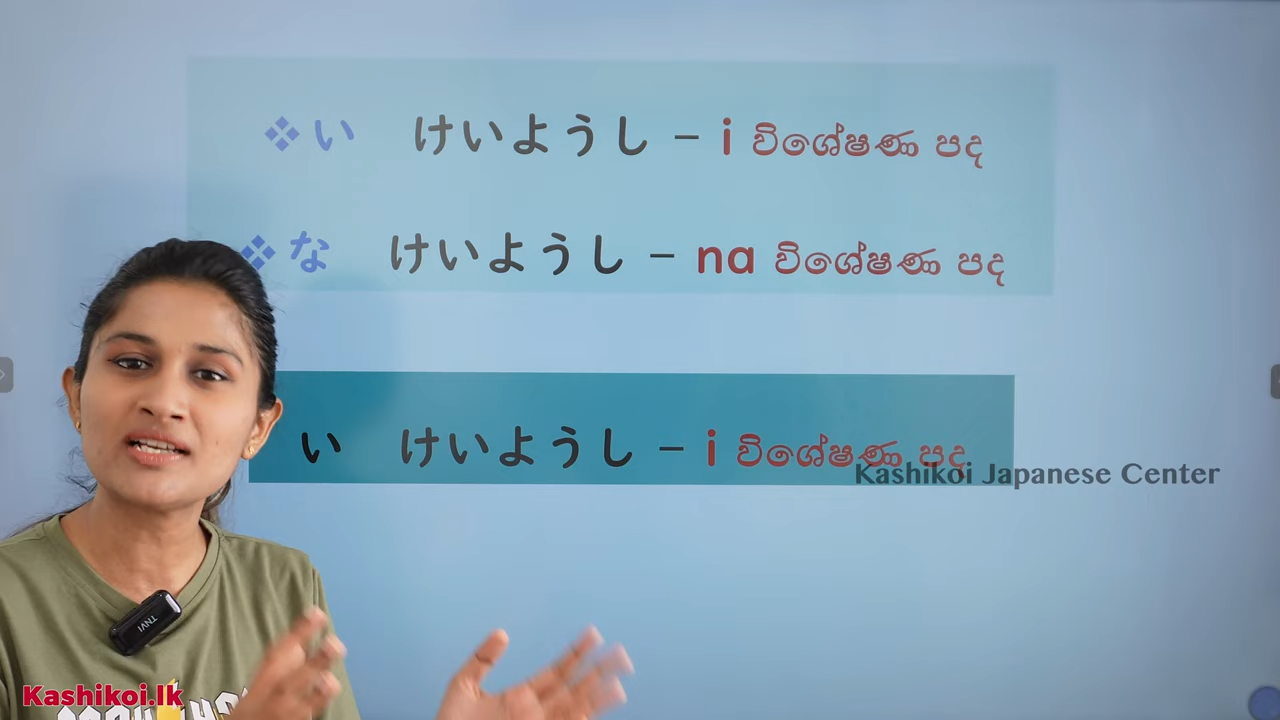 ❖い けいようし – i විශේෂණ පද
❖な けいようし – na විශේෂණ පද
い けいようし – i විශේෂණ පද
Kashikoi Japanese Center
TNVI
Kashikoi.lk